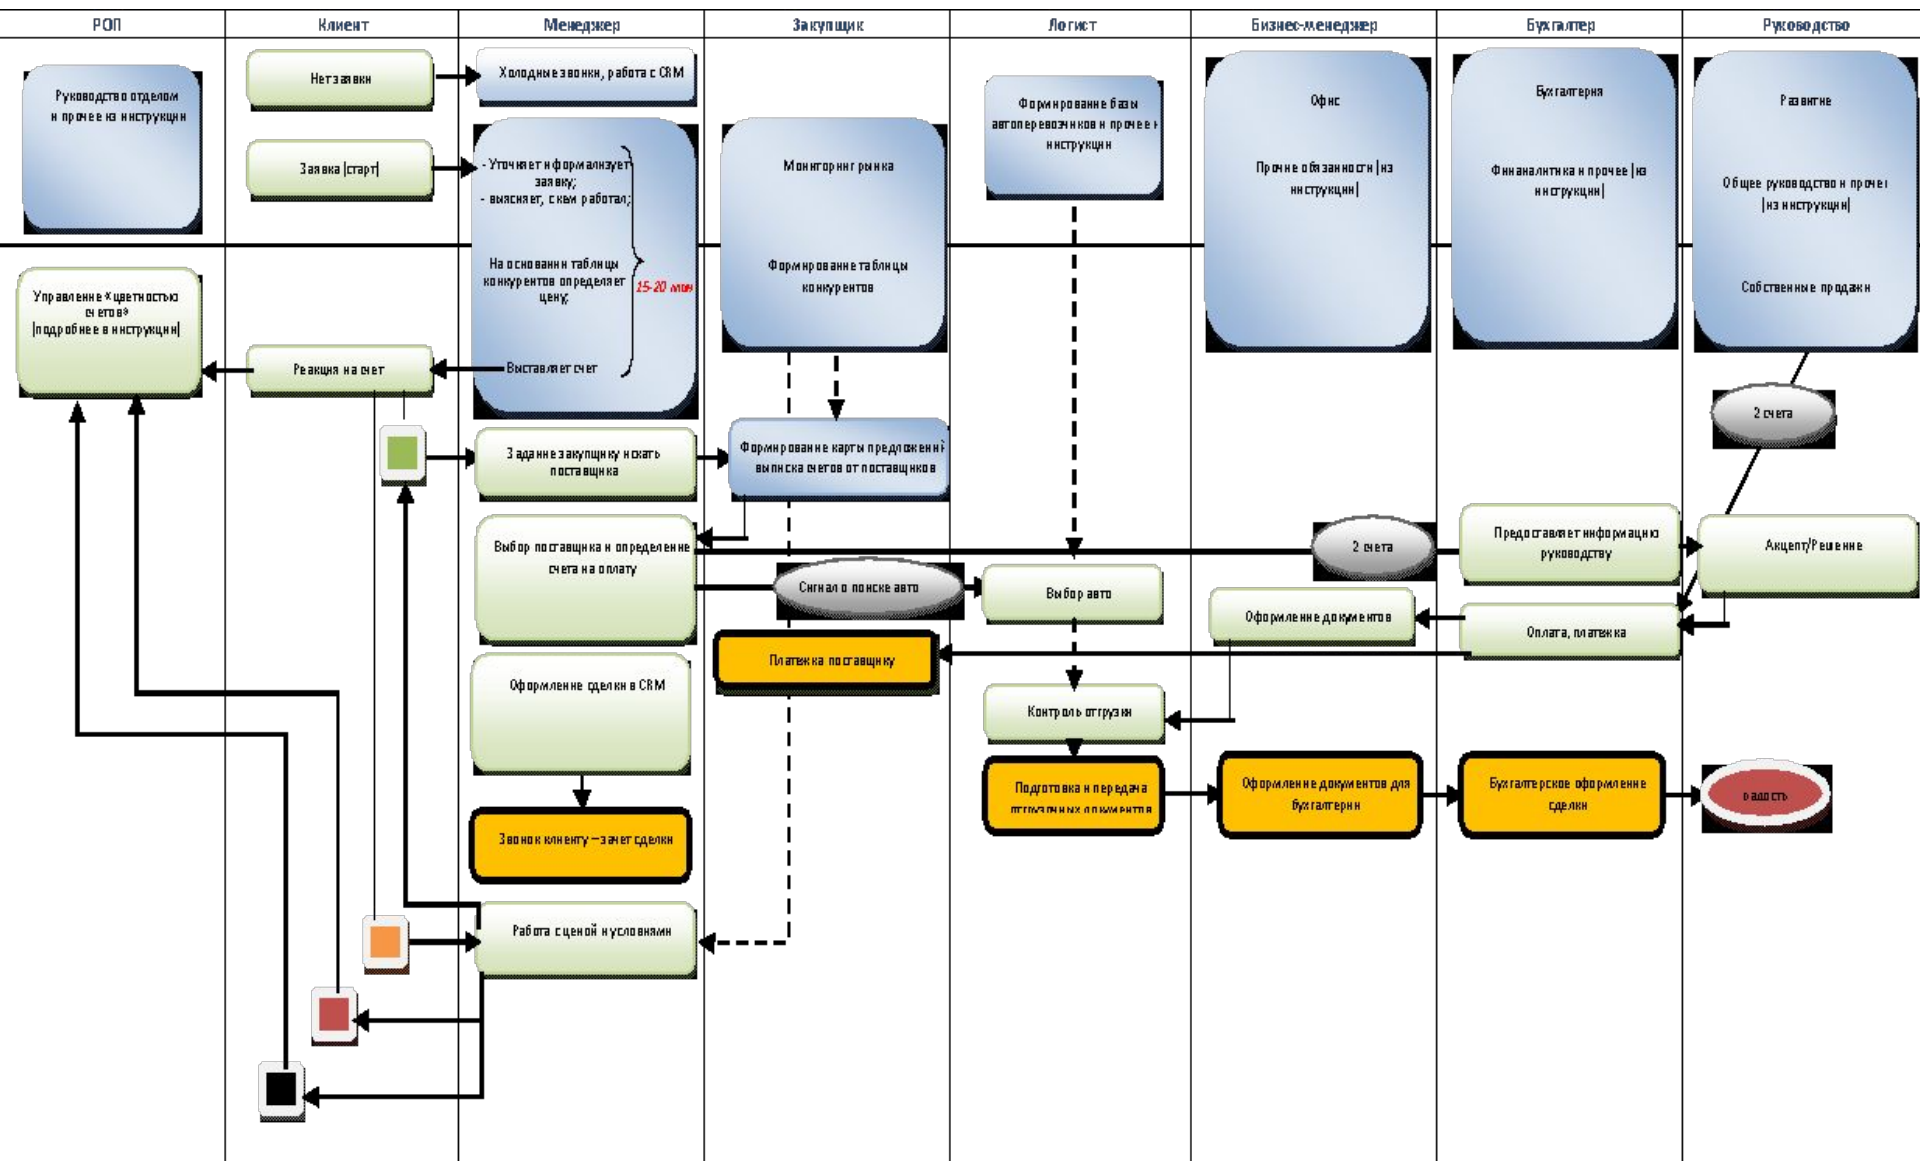 РОП
Клиент
Менеджер
Закупщик
Логист
Бизнес-менеджер
Бухгалтер
Руководство
Руководство отделом
и прочее из инструкции
Нет заявки
Холодные звонки, работа с CRM
Заявка |старт|
- Уточняет и формализует
заявку;
- выясняет, с кем работал;
На основании таблицы
конкурентов определяет
цену;
15-20 мин
Выставляет счет
Мониторинг рынка
Формирование таблицы
конкурентов
Формирование базы
автоперевозчиков и прочее
инструкции
Офис
Прочие обязанности |из
инструкции|
Бухгалтерия
Финаналитика и прочее |из
инструкции|
Развитие
Общее руководство и прочее
|из инструкции|
Собственные продажи
Управление «цветностью
счетов»
|подробнее в инструкции|
Реакция на счет
2 счета
Задание закупщику искать
поставщика
Формирование карты предложений
выписка счетов от поставщиков
Выбор поставщика и определение
счета на оплату
2 счета
Предоставляет информацию
руководству
Акцепт/Решение
Сигнал о поиске авто
Выбор авто
Оформление документов
Оплата, платежка
Платежка поставщику
Оформление сделки в CRM
Контроль отгрузки
Звонок клиенту – зачет сделки
Подготовка и передача
отгрузочных документов
Оформление документов для
бухгалтерии
Бухгалтерское оформление
сделки
радость
Работа с ценой и условиями